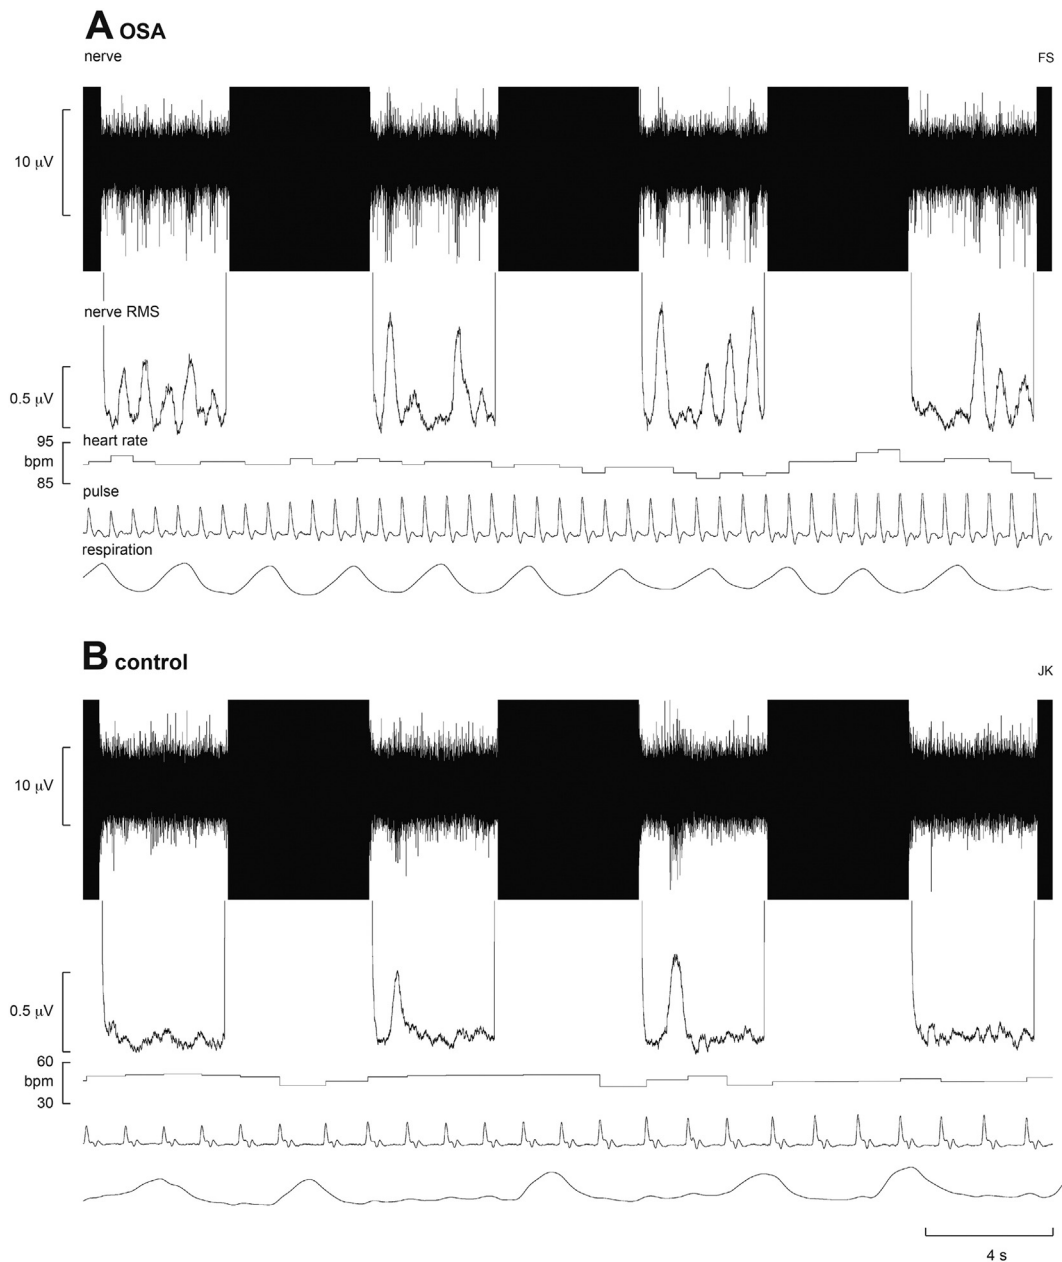 A OSA
nerve
FS
10 μV
nerve RMS
0.5 μV
95
heart rate
bpm
85
pulse
respiration
B control
JK
10 μV
0.5 μV
60
bpm
30
4 s